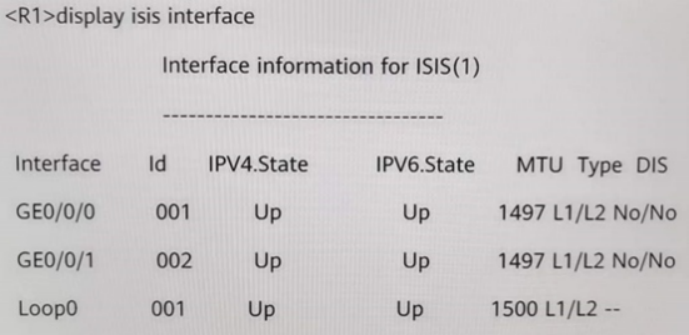 <R1>display isis interface
Interface information for ISIS(1)
---------------------------------
Interface Id IPV4.State IPV6.State MTU Type DIS
GE0/0/0 001 Up Up 1497 L1/L2 No/No
GE0/0/1 002 Up Up 1497 L1/L2 No/No
Loop0 001 Up Up 1500 L1/L2 --